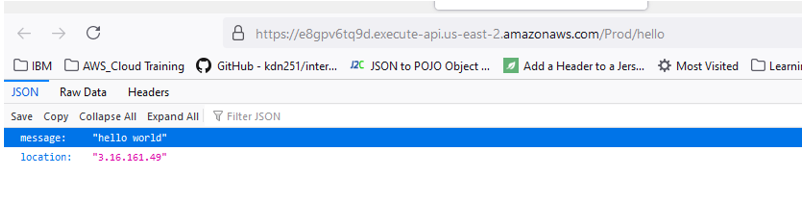 https://e8gpv6tq9d.execute-api.us-east-2.amazonaws.com/Prod/hello
IBM AWS_Cloud Training GitHub - kdn251/inter... J2C JSON to POJO Object ... Add a Header to a Jers... Most Visited Learnin
JSON Raw Data Headers
Save Copy Collapse All Expand All Filter JSON
message: "hello world"
location: "3.16.161.49"